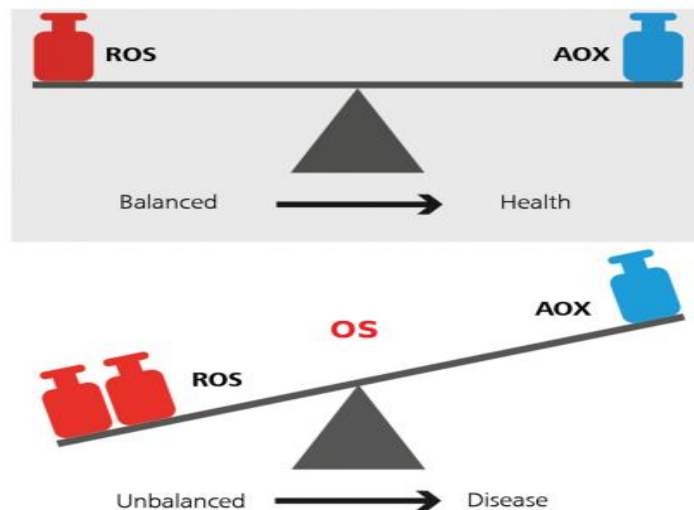 ROS
AOX
Balanced
Health
AOX
OS
ROS
Unbalanced
Disease